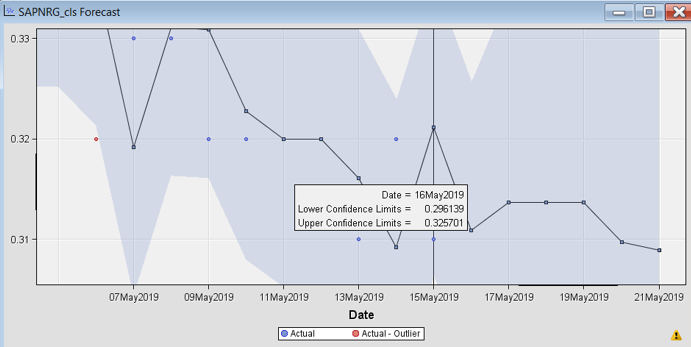 SAPNRG_cls Forecast
0.33
0.32
0.31
Date = 16May2019
Lower Confidence Limits = 0.296139
Upper Confidence Limits = 0.325701
07May2019 09May2019 11May2019 13May2019 15May2019 17May2019 19May2019 21May2019
Date
Actual Actual - Outlier